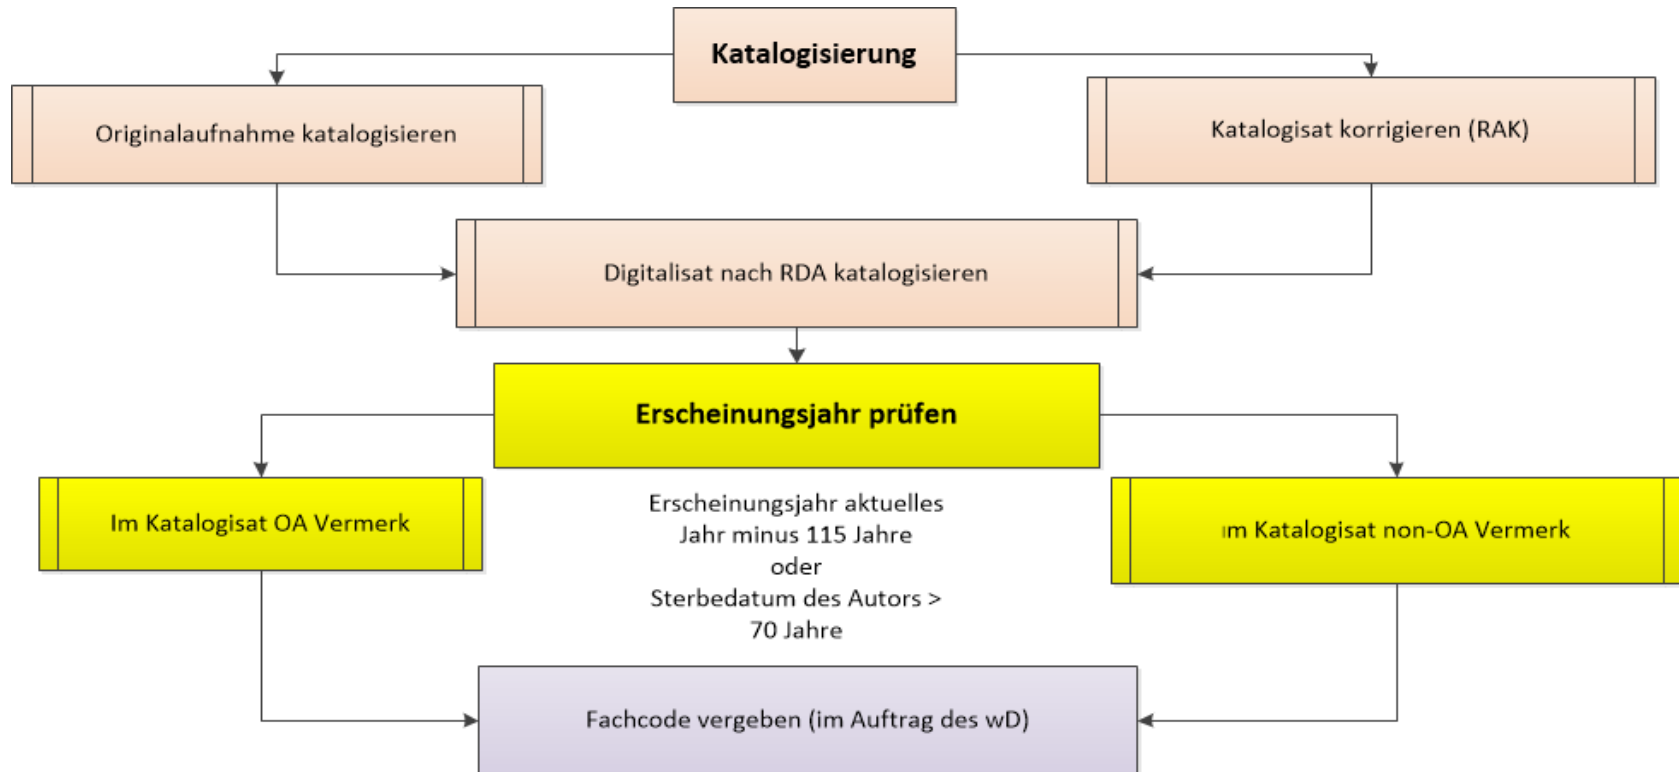 Katalogisierung
Originalaufnahme katalogisieren
Katalogisat korrigieren (RAK)
Digitalisat nach RDA katalogisieren
Erscheinungsjahr prüfen
Im Katalogisat OA Vermerk
Erscheinungsjahr aktuelles
Jahr minus 115 Jahre
oder
Sterbedatum des Autors >
70 Jahre
Im Katalogisat non-OA Vermerk
Fachcode vergeben (im Auftrag des wD)